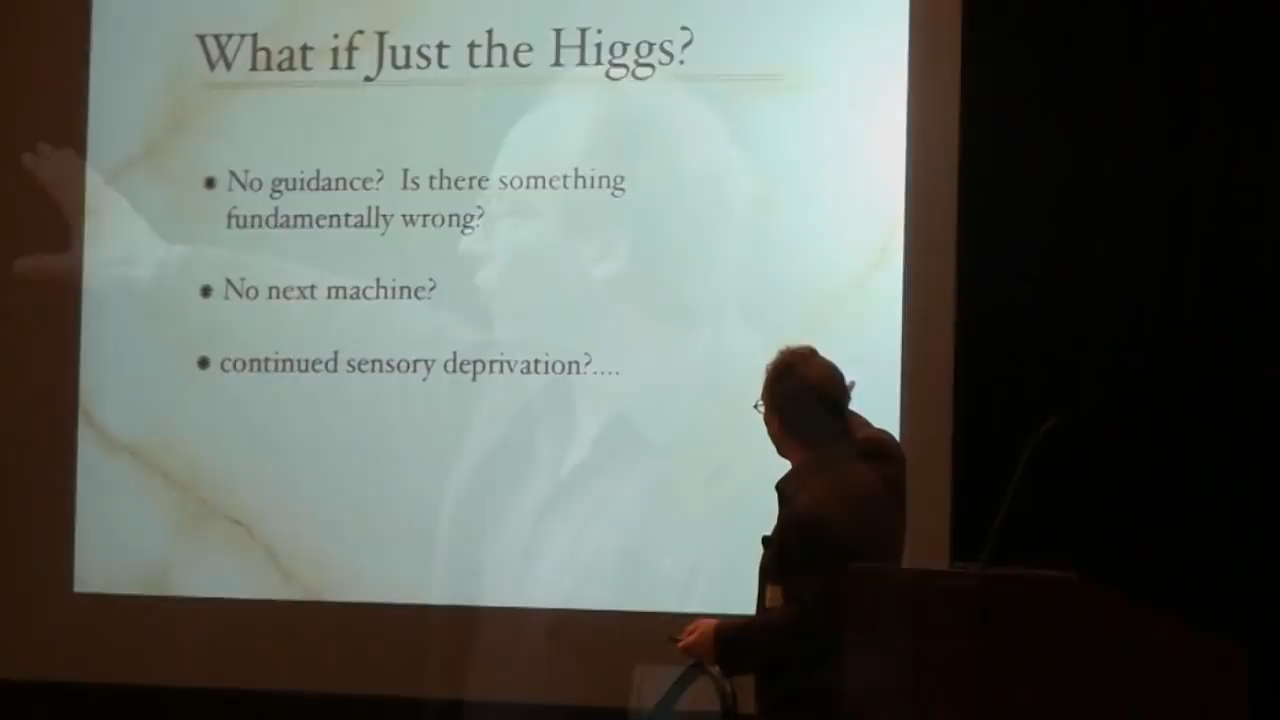 What if Just the Higgs?
No guidance? Is there something
fundamentally wrong?
No next machine?
continued sensory deprivation?....